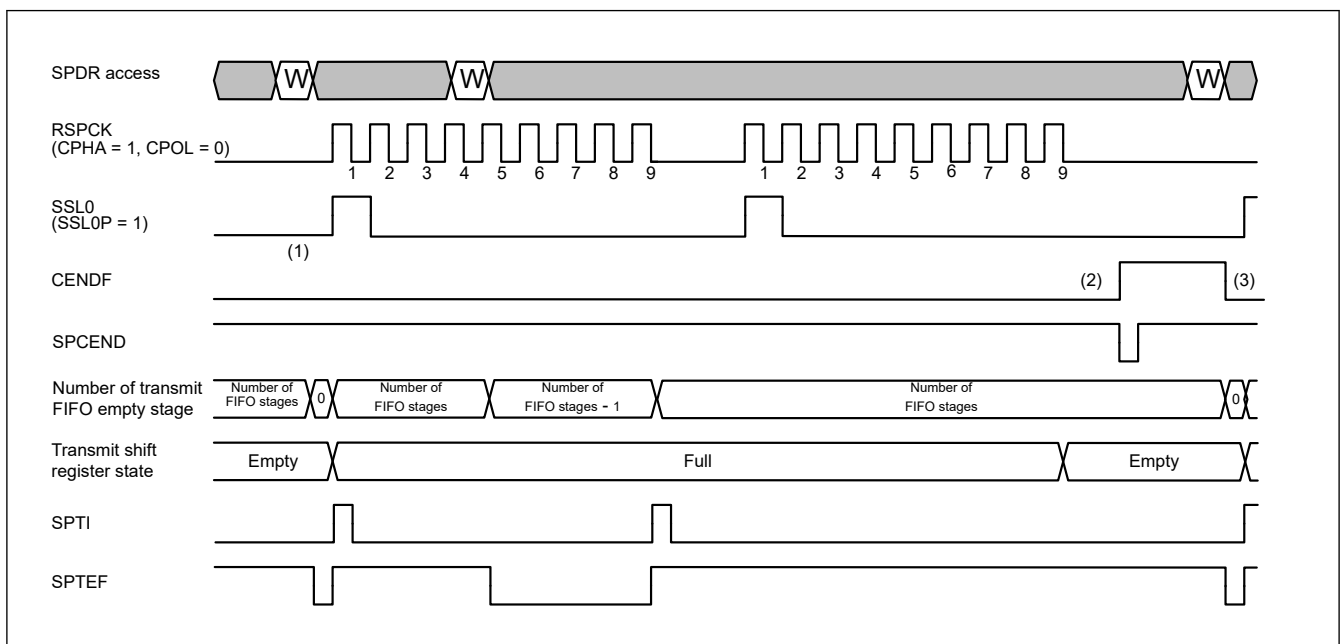 SPDR access
W W W
RSPCK
(CPHA = 1, CPOL = 0)
1 2 3 4 5 6 7 8 9 1 2 3 4 5 6 7 8 9
SSL0
(SSL0P = 1)
(1)
CENDF
(2) (3)
SPCEND
Number of transmit
FIFO empty stage
Number of
FIFO stages
0
Number of
FIFO stages
Number of
FIFO stages - 1
Number of
FIFO stages
0
Transmit shift
register state
Empty Full Empty
SPTI
SPTEF